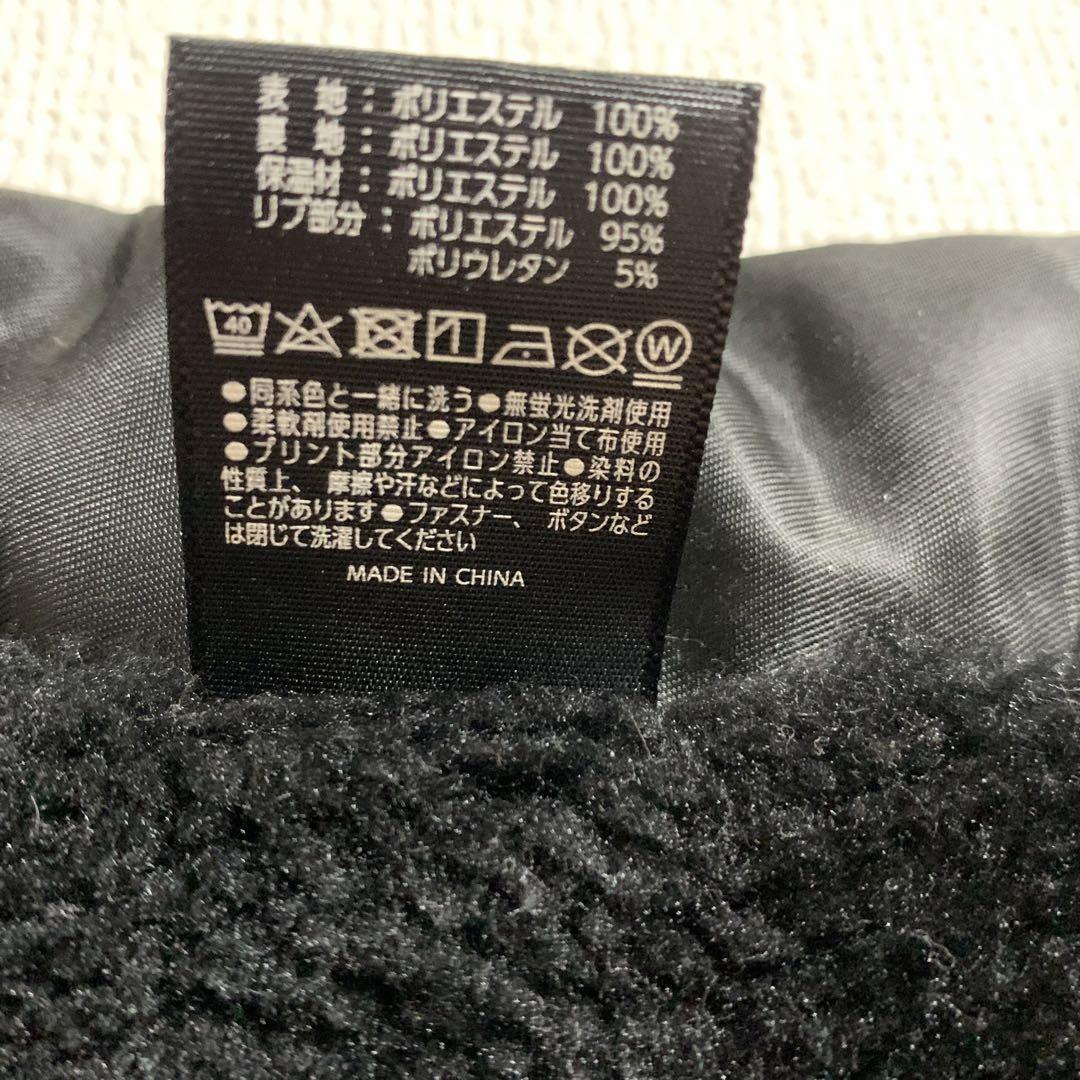 表 地:ポリエステル 100%
裏 地:ポリエステル 100%
保温材:ポリエステル 100%
リブ部分:ポリエステル 95%
ポリウレタン 5%
40 W
●同系色と一緒に洗う●無蛍光洗剤使用
●柔軟剤使用禁止●アイロン当て布使用
●プリント部分アイロン禁止●染料の
性質上、摩擦や汗などによって色移りする
ことがあります●ファスナー、ボタンなど
は閉じて洗濯してください
MADE IN CHINA